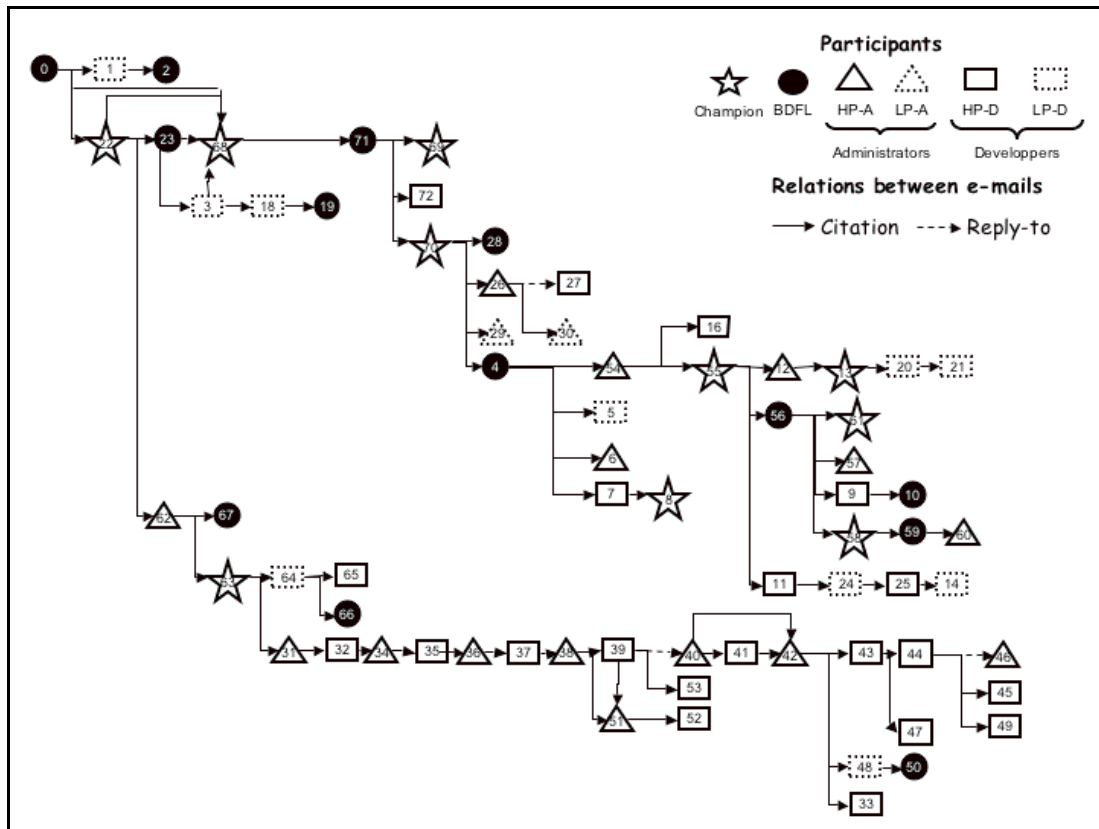 Participants
Champion BDFL HP-A LP-A HP-D LP-D
Administrators Developpers
Relations between e-mails
Citation Reply-to
0 1 2
22 23 68 71 69
3 18 19 72
70 28
26 27
29 30 16
4 54 55 12 13 20 21
5 56 61
6 57
7 8 9 10
62 67 58 59 60
63 64 65 11 24 25 14
66
31 32 34 35 36 37 38 39 40 41 42 43 44 46
53 45
51 52 49
47
48 50
33